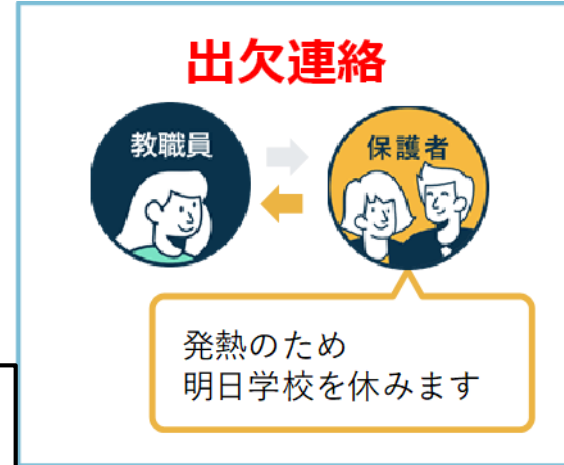 出欠連絡
教職員
保護者
発熱のため
明日学校を休みます